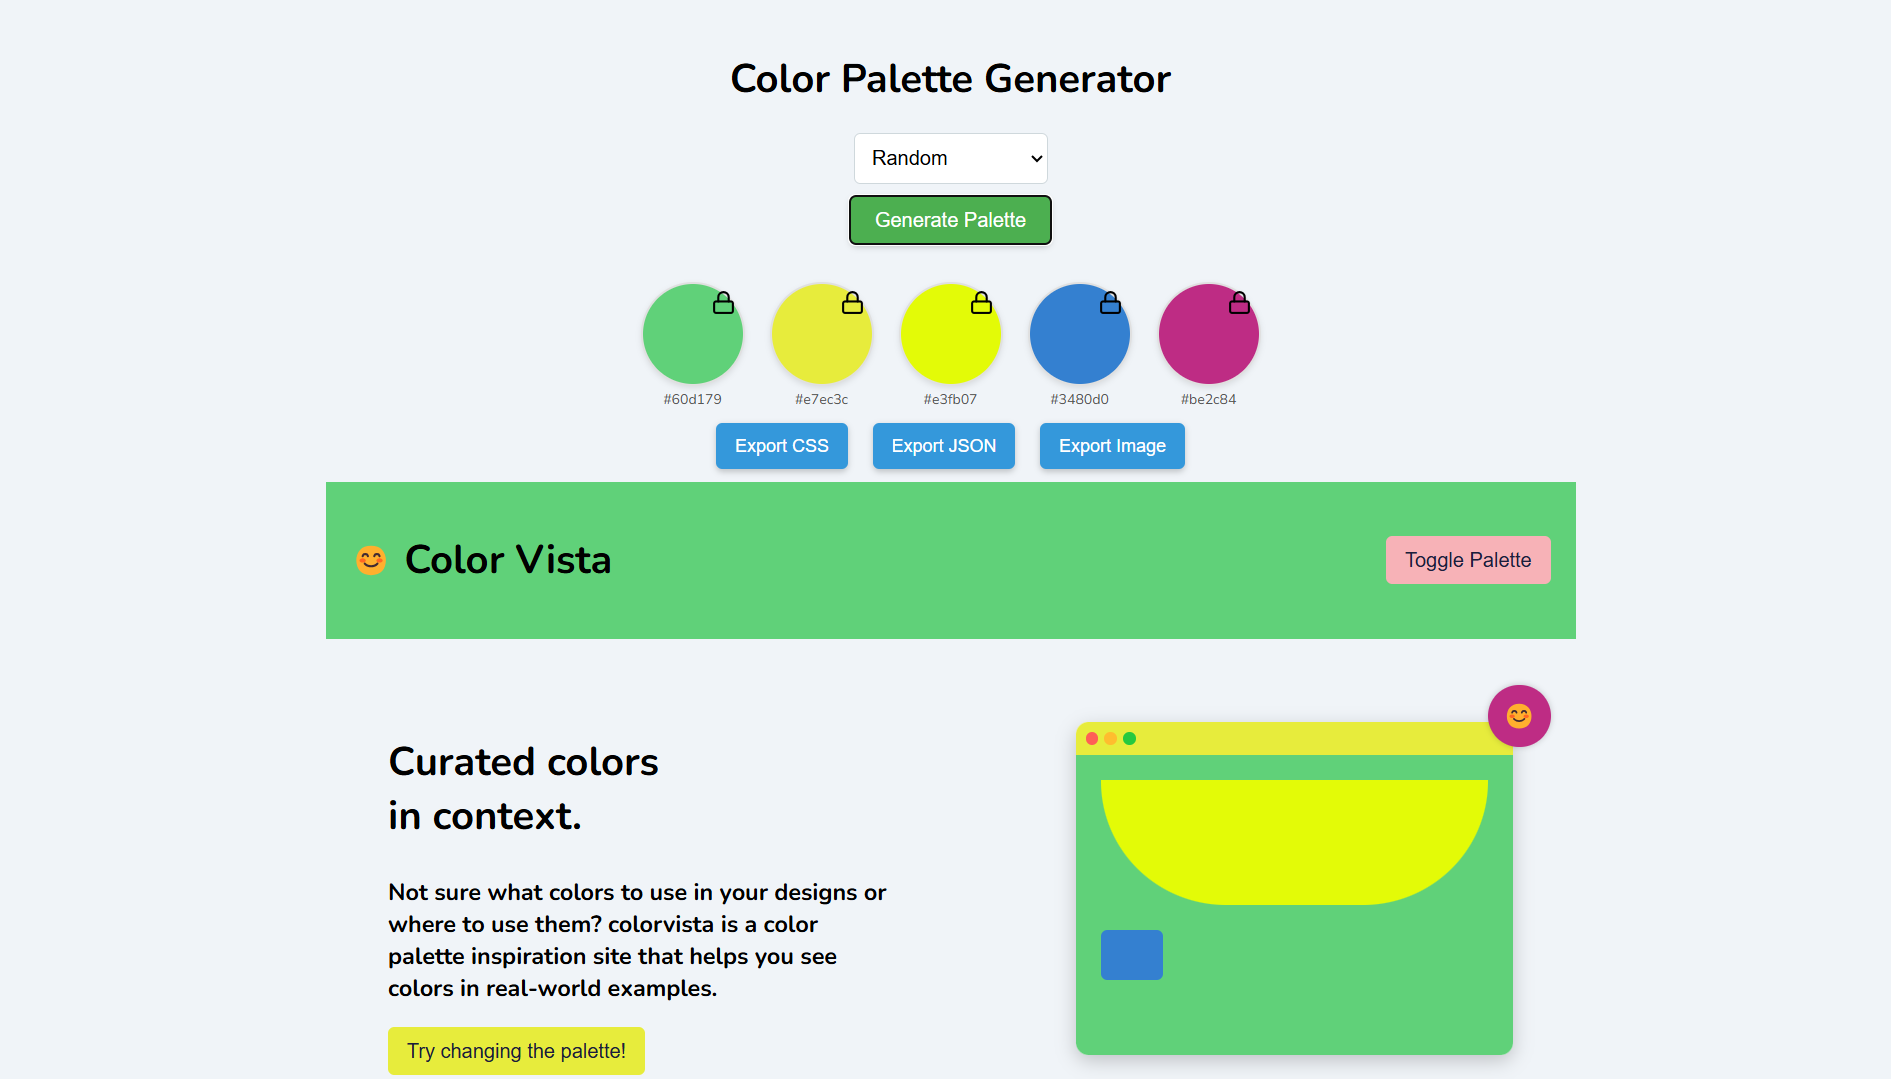 Color Palette Generator
Random
Generate Palette
#60d179
#e7ec3c
#e3fb07
#3480d0
#be2c84
Export CSS
Export JSON
Export Image
Color Vista
Toggle Palette
Curated colors
in context.
Not sure what colors to use in your designs or
where to use them? colorvista is a color
palette inspiration site that helps you see
colors in real-world examples.
Try changing the palette!